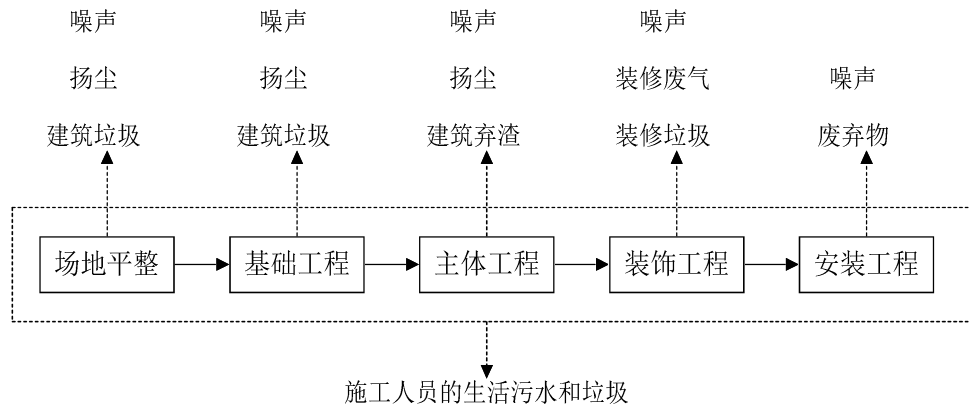 噪声 噪声 噪声 噪声
扬尘 扬尘 扬尘 装修废气 噪声
建筑垃圾 建筑垃圾 建筑弃渣 装修垃圾 废弃物
场地平整 基础工程 主体工程 装饰工程 安装工程
施工人员的生活污水和垃圾